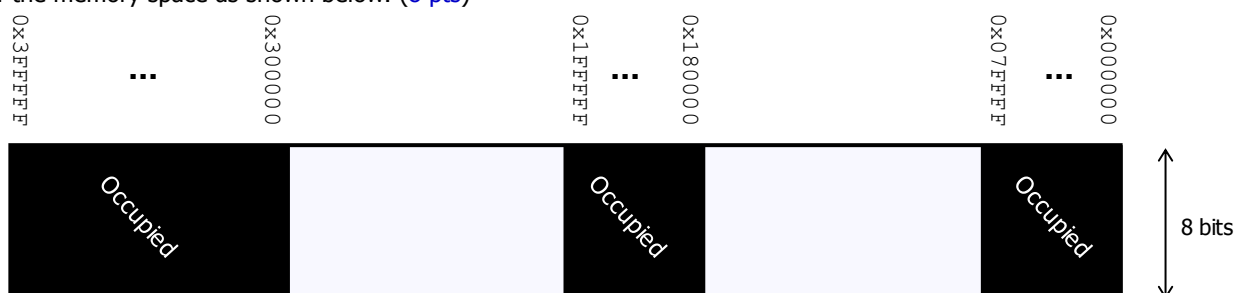 the memory space as shown below. (6 pts)
0x3FFFFF
...
0x300000
0x1FFFFF
...
0x180000
0x07FFFF
...
0x000000
Occupied
Occupied
Occupied
8 bits